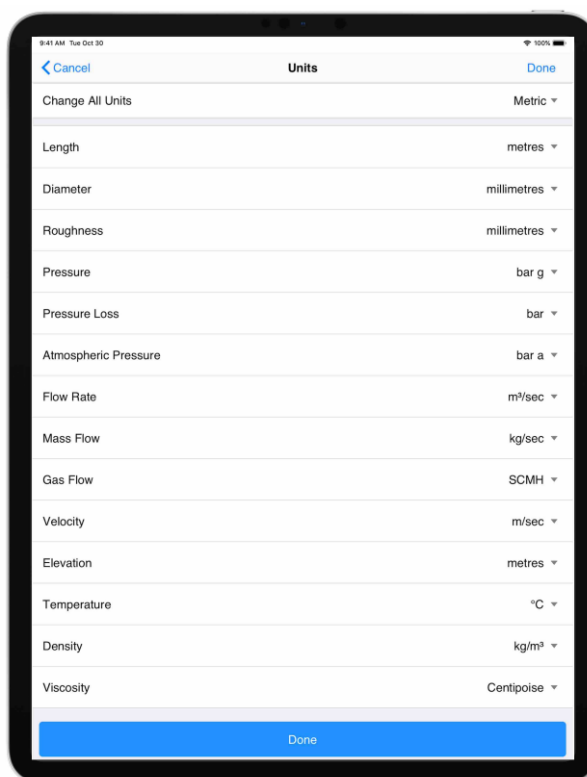 9:41 AM Tue Oct 30 100%
Cancel Units Done
Change All Units Metric
Length metres
Diameter millimetres
Roughness millimetres
Pressure bar g
Pressure Loss bar
Atmospheric Pressure bar a
Flow Rate m³/sec
Mass Flow kg/sec
Gas Flow SCMH
Velocity m/sec
Elevation metres
Temperature °C
Density kg/m³
Viscosity Centipoise
Done